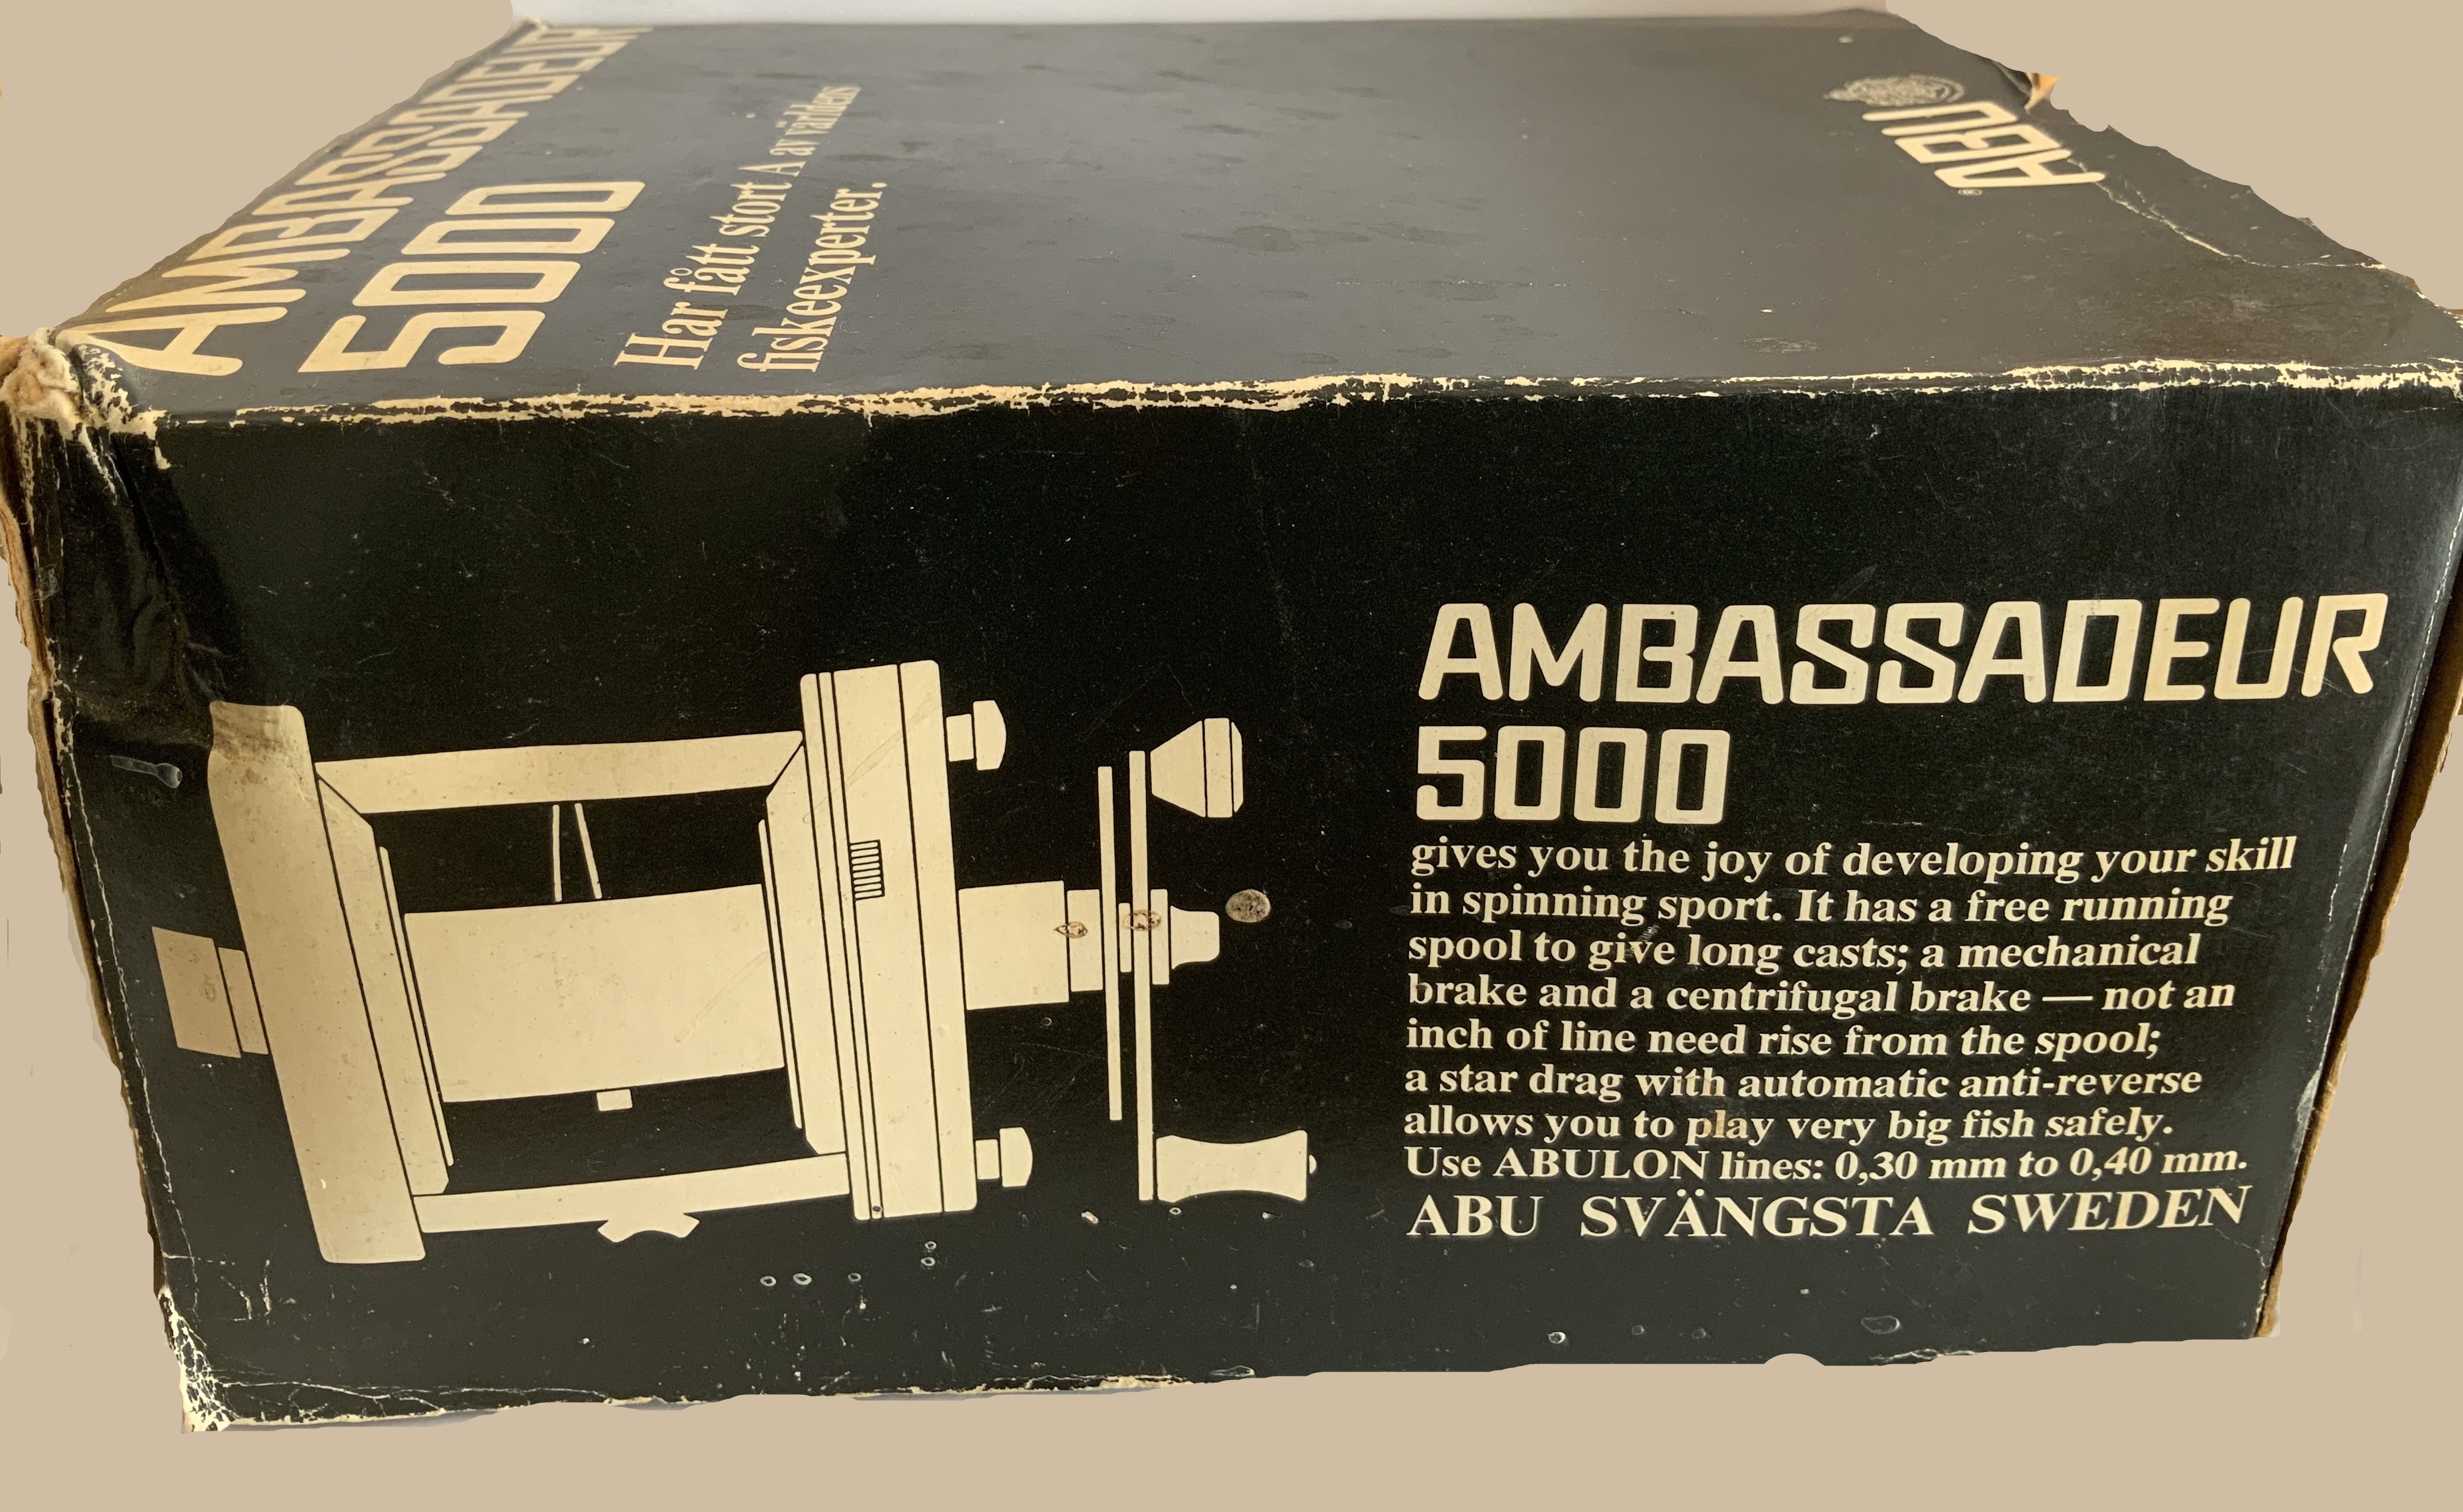 AMBASSADEUR
5000
Har fått stort A av världens
fiskeexperter.
ABU®
AMBASSADEUR
5000
gives you the joy of developing your skill
in spinning sport. It has a free running
spool to give long casts; a mechanical
brake and a centrifugal brake — not an
inch of line need rise from the spool;
a star drag with automatic anti-reverse
allows you to play very big fish safely.
Use ABULON lines: 0,30 mm to 0,40 mm.
ABU SVÄNGSTA SWEDEN